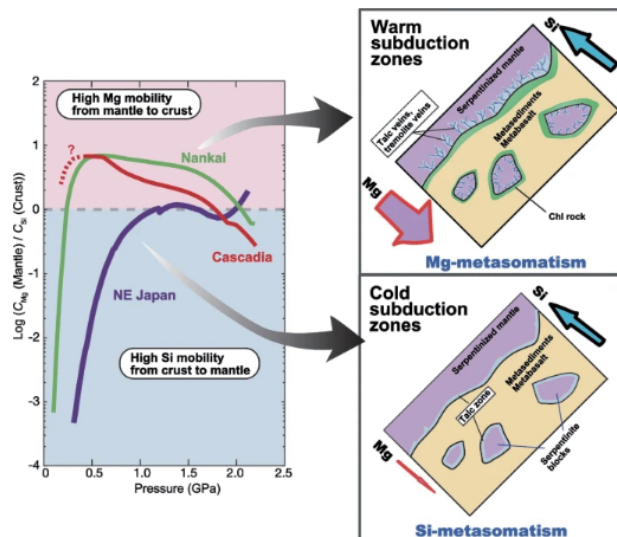 2
1
0
-1
-2
-3
-4
0
0.5
1.0
1.5
2.0
2.5
Pressure (GPa)
Log (CMg (Mantle) / CSi (Crust))
High Mg mobility
from mantle to crust
?
Nankai
Cascadia
NE Japan
High Si mobility
from crust to mantle
Warm
subduction
zones
Si
Serpentinized mantle
Talc veins,
tremolite veins
Metasediments
Metabasalt
Mg
Chl rock
Mg-metasomatism
Cold
subduction
zones
Si
Serpentinized mantle
Metasediments
Metabasalt
Talc zone
Mg
Serpentinite
blocks
Si-metasomatism